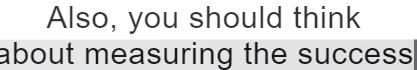 Also, you should think
about measuring the success